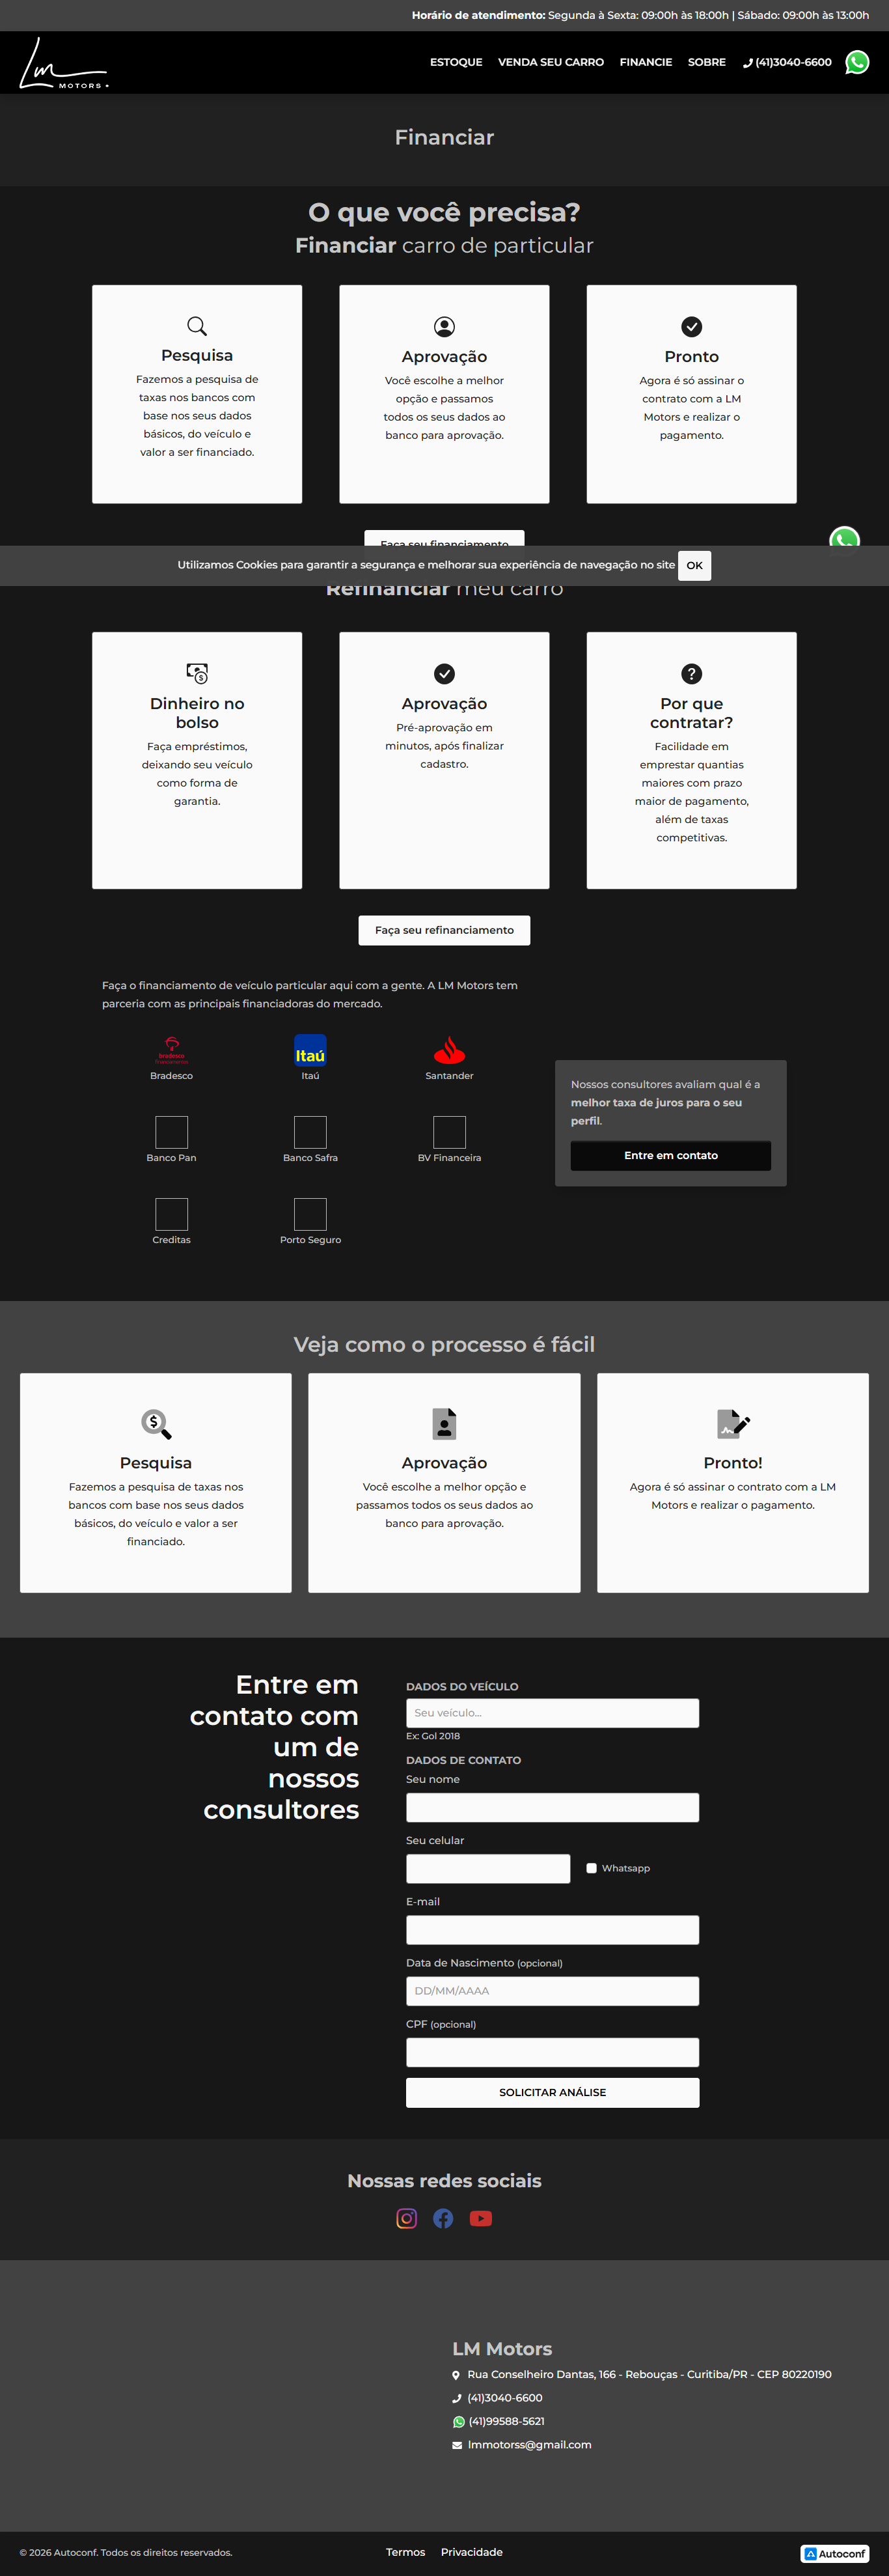 Horário de atendimento: Segunda à Sexta: 09:00h às 18:00h | Sábado: 09:00h às 13:00h
Lm MOTORS
ESTOQUE VENDA SEU CARRO FINANCIE SOBRE (41)3040-6600
Financiar
O que você precisa?
Financiar carro de particular
Pesquisa
Fazemos a pesquisa de
taxas nos bancos com
base nos seus dados
básicos, do veículo e
valor a ser financiado.
Aprovação
Você escolhe a melhor
opção e passamos
todos os seus dados ao
banco para aprovação.
Pronto
Agora é só assinar o
contrato com a LM
Motors e realizar o
pagamento.
Faça seu financiamento
Utilizamos Cookies para garantir a segurança e melhorar sua experiência de navegação no site OK
Refinanciar meu carro
Dinheiro no
bolso
Faça empréstimos,
deixando seu veículo
como forma de
garantia.
Aprovação
Pré-aprovação em
minutos, após finalizar
cadastro.
Por que
contratar?
Facilidade em
emprestar quantias
maiores com prazo
maior de pagamento,
além de taxas
competitivas.
Faça seu refinanciamento
Faça o financiamento de veículo particular aqui com a gente. A LM Motors tem
parceria com as principais financiadoras do mercado.
bradesco
financiamentos
Bradesco
Itaú
Itaú
Santander
Banco Pan
Banco Safra
BV Financeira
Creditas
Porto Seguro
Nossos consultores avaliam qual é a
melhor taxa de juros para o seu
perfil.
Entre em contato
Veja como o processo é fácil
Pesquisa
Fazemos a pesquisa de taxas nos
bancos com base nos seus dados
básicos, do veículo e valor a ser
financiado.
Aprovação
Você escolhe a melhor opção e
passamos todos os seus dados ao
banco para aprovação.
Pronto!
Agora é só assinar o contrato com a LM
Motors e realizar o pagamento.
Entre em
contato com
um de
nossos
consultores
DADOS DO VEÍCULO
Seu veículo...
Ex: Gol 2018
DADOS DE CONTATO
Seu nome
Seu celular
Whatsapp
E-mail
Data de Nascimento (opcional)
DD/MM/AAAA
CPF (opcional)
SOLICITAR ANÁLISE
Nossas redes sociais
LM Motors
Rua Conselheiro Dantas, 166 - Rebouças - Curitiba/PR - CEP 80220190
(41)3040-6600
(41)99588-5621
lmmotorss@gmail.com
© 2026 Autoconf. Todos os direitos reservados.
Termos Privacidade
Autoconf